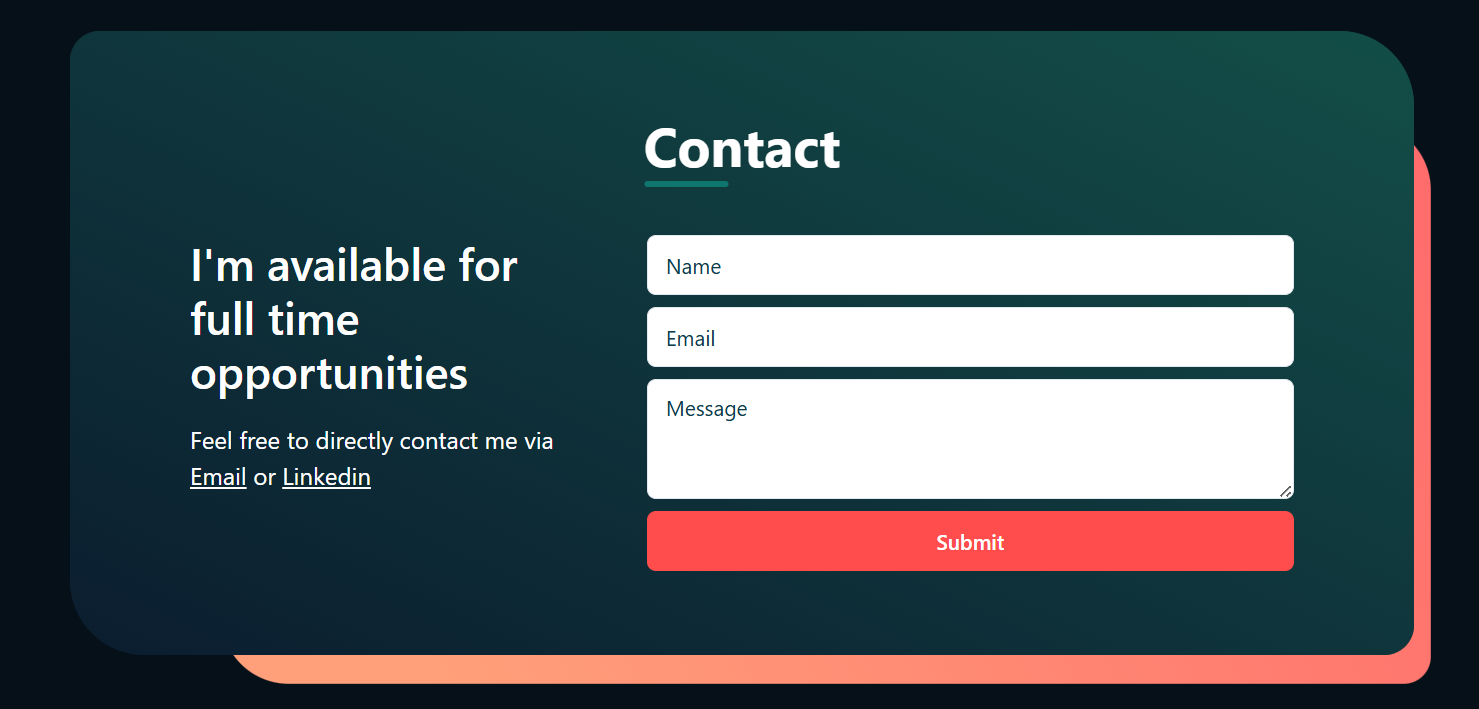 Contact
I'm available for
full time
opportunities
Feel free to directly contact me via
Email or Linkedin
Name
Email
Message
Submit